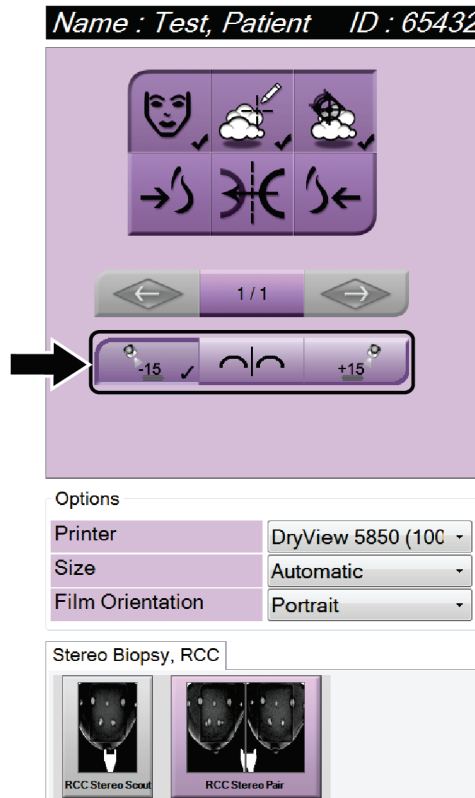 Name : Test, Patient ID : 65432
1 / 1
-15 +15
Options
Printer DryView 5850 (100
Size Automatic
Film Orientation Portrait
Stereo Biopsy, RCC
RCC Stereo Scout RCC Stereo Pair